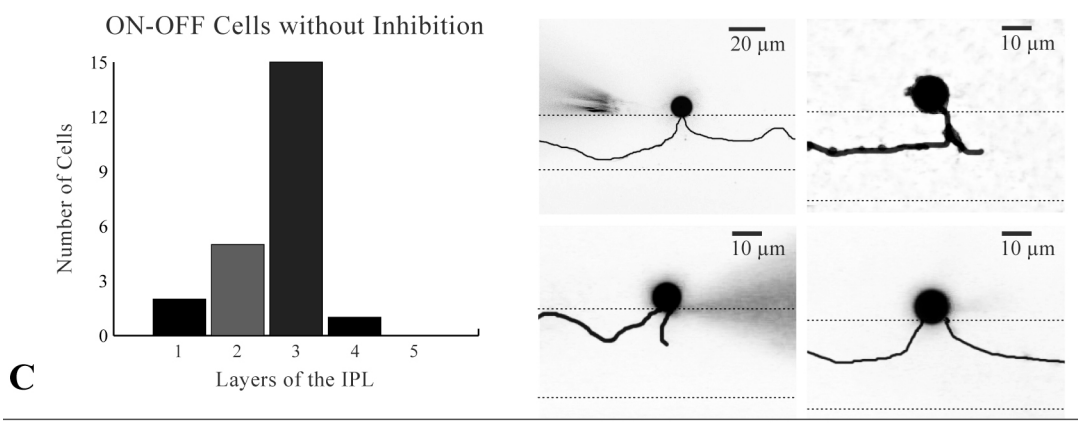 ON-OFF Cells without Inhibition
Number of Cells
15
12
9
6
3
0
1 2 3 4 5
Layers of the IPL
C
20 µm
10 µm
10 µm
10 µm